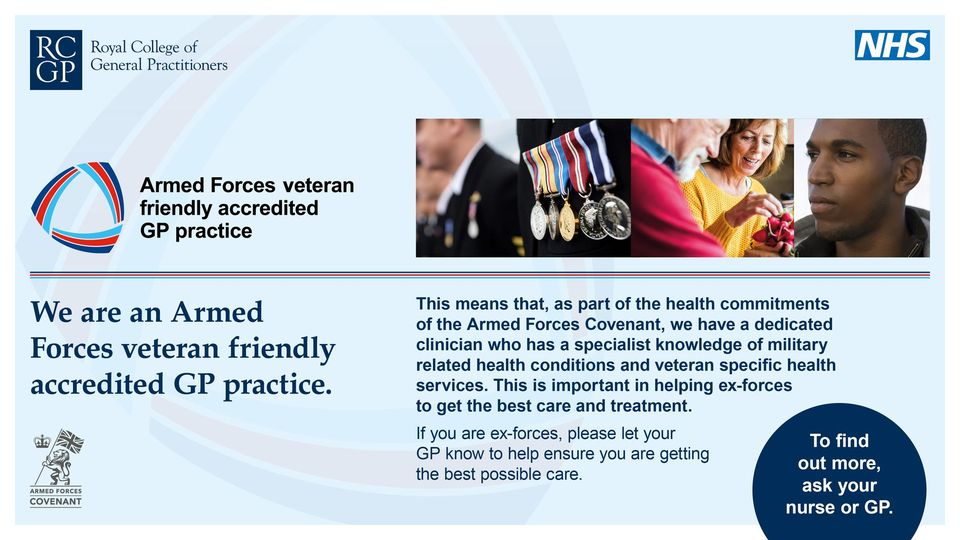 RC
GP
Royal College of
General Practitioners
NHS
Armed Forces veteran
friendly accredited
GP practice
We are an Armed
Forces veteran friendly
accredited GP practice.
ARMED FORCES
COVENANT
This means that, as part of the health commitments
of the Armed Forces Covenant, we have a dedicated
clinician who has a specialist knowledge of military
related health conditions and veteran specific health
services. This is important in helping ex-forces
to get the best care and treatment.
If you are ex-forces, please let your
GP know to help ensure you are getting
the best possible care.
To find
out more,
ask your
nurse or GP.